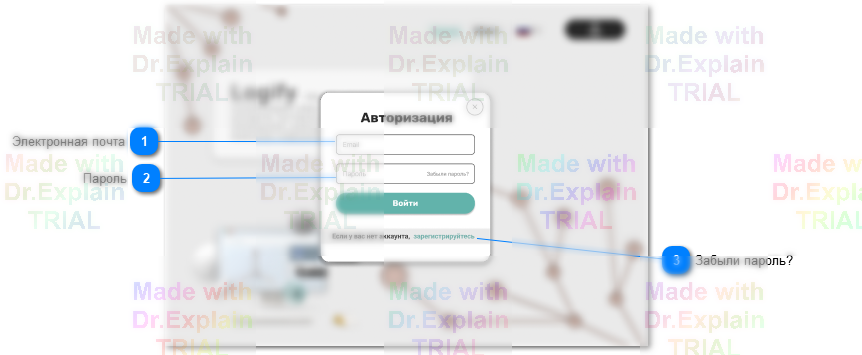 Made with Made with Made with
Dr.Explain Dr.Explain Dr.Explain
TRIAL TRIAL TRIAL
Logify
×
Авторизация
Электронная почта 1 Email
Пароль 2 Пароль Забыли пароль?
Made with Made with Made with
Dr.Explain Dr.Explain Dr.Explain
TRIAL TRIAL TRIAL
Войти
Если у вас нет аккаунта, зарегистрируйтесь
3 Забыли пароль?
Made with Made with Made with
Dr.Explain Dr.Explain Dr.Explain
TRIAL TRIAL TRIAL